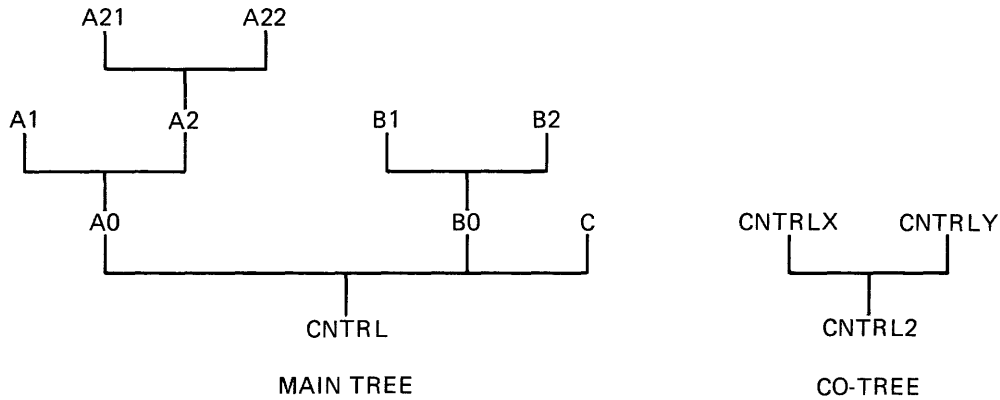 A21 A22
A1 A2 B1 B2
A0 B0 C CNTRLX CNTRLY
CNTRL CNTRL2
MAIN TREE CO-TREE